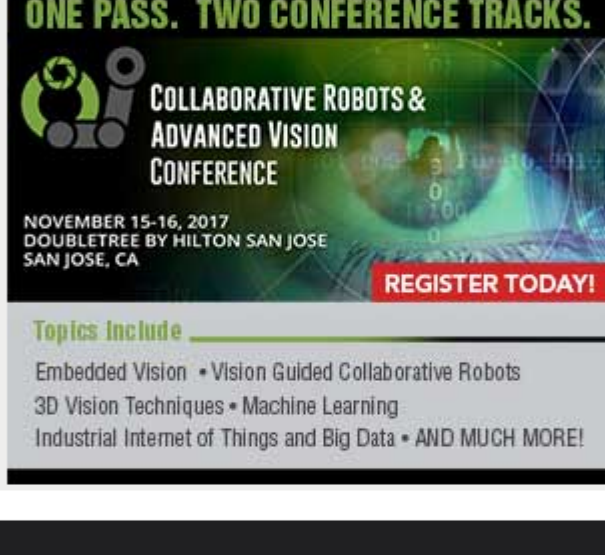 ONE PASS. TWO CONFERENCE TRACKS.
COLLABORATIVE ROBOTS &
ADVANCED VISION
CONFERENCE
NOVEMBER 15-16, 2017
DOUBLETREE BY HILTON SAN JOSE
SAN JOSE, CA
REGISTER TODAY!
Topics Include
Embedded Vision • Vision Guided Collaborative Robots
3D Vision Techniques • Machine Learning
Industrial Internet of Things and Big Data • AND MUCH MORE!